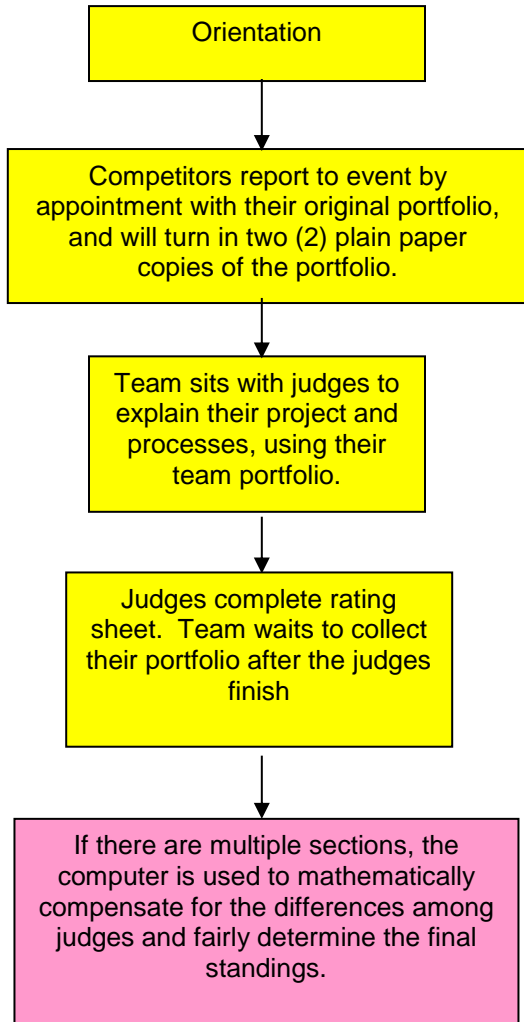 Orientation
Competitors report to event by
appointment with their original portfolio,
and will turn in two (2) plain paper
copies of the portfolio.
Team sits with judges to
explain their project and
processes, using their
team portfolio.
Judges complete rating
sheet.  Team waits to collect
their portfolio after the judges
finish
If there are multiple sections, the
computer is used to mathematically
compensate for the differences among
judges and fairly determine the final
standings.